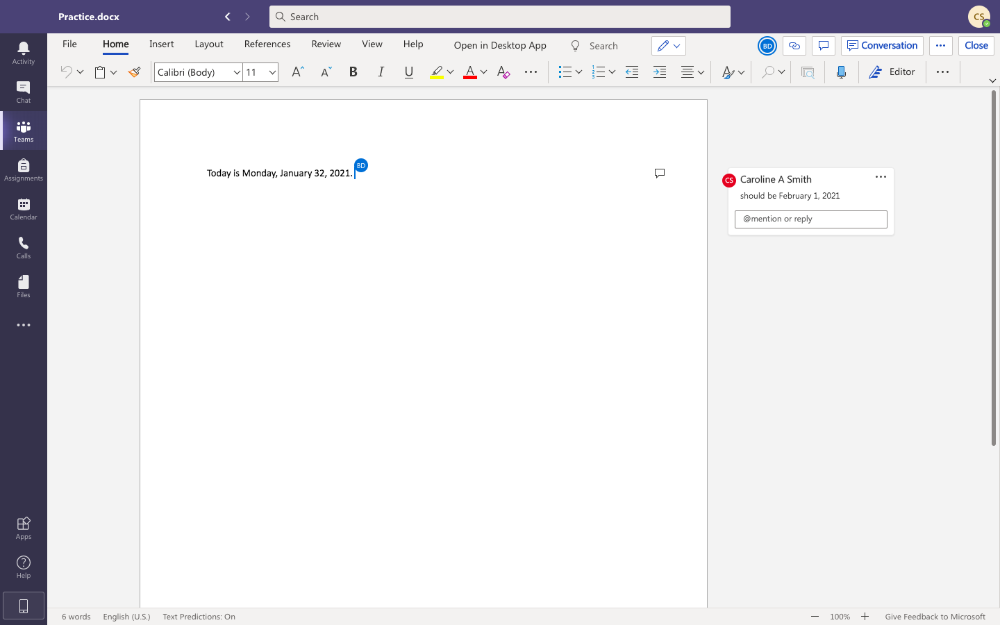 Practice.docx
Search
CS
Activity
Chat
Teams
Assignments
Calendar
Calls
Files
Apps
Help
File Home Insert Layout References Review View Help Open in Desktop App Search
BD Conversation Close
Calibri (Body) 11 A A B I U A A Editor
Today is Monday, January 32, 2021. BD
CS Caroline A Smith
should be February 1, 2021
@mention or reply
6 words English (U.S.) Text Predictions: On 100% Give Feedback to Microsoft